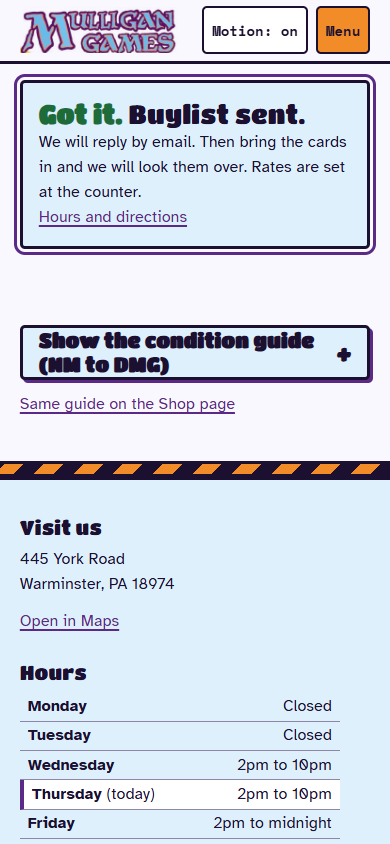 Mulligan Games
Motion: on
Menu
Got it. Buylist sent.
We will reply by email. Then bring the cards
in and we will look them over. Rates are set
at the counter.
Hours and directions
Show the condition guide
(NM to DMG)
+
Same guide on the Shop page
Visit us
445 York Road
Warminster, PA 18974
Open in Maps
Hours
Monday Closed
Tuesday Closed
Wednesday 2pm to 10pm
Thursday (today) 2pm to 10pm
Friday 2pm to midnight